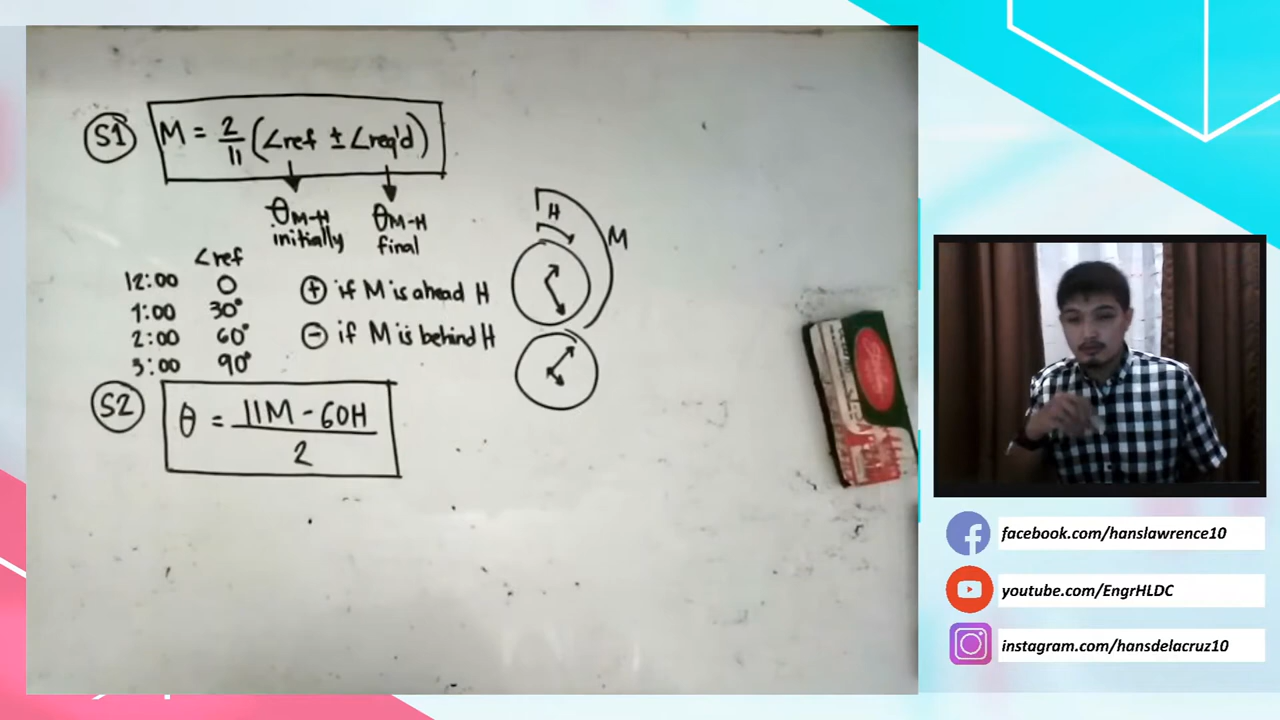 S1 M = 2/11 (∠ref ± ∠req'd)
θM-H initially
θM-H final
∠ref
12:00 0
1:00 30°
2:00 60°
3:00 90°
⊕ if M is ahead H
⊖ if M is behind H
H
M
S2 θ = (11M - 60H)/2
facebook.com/hanslawrence10
youtube.com/EngrHLDC
instagram.com/hansdelacruz10